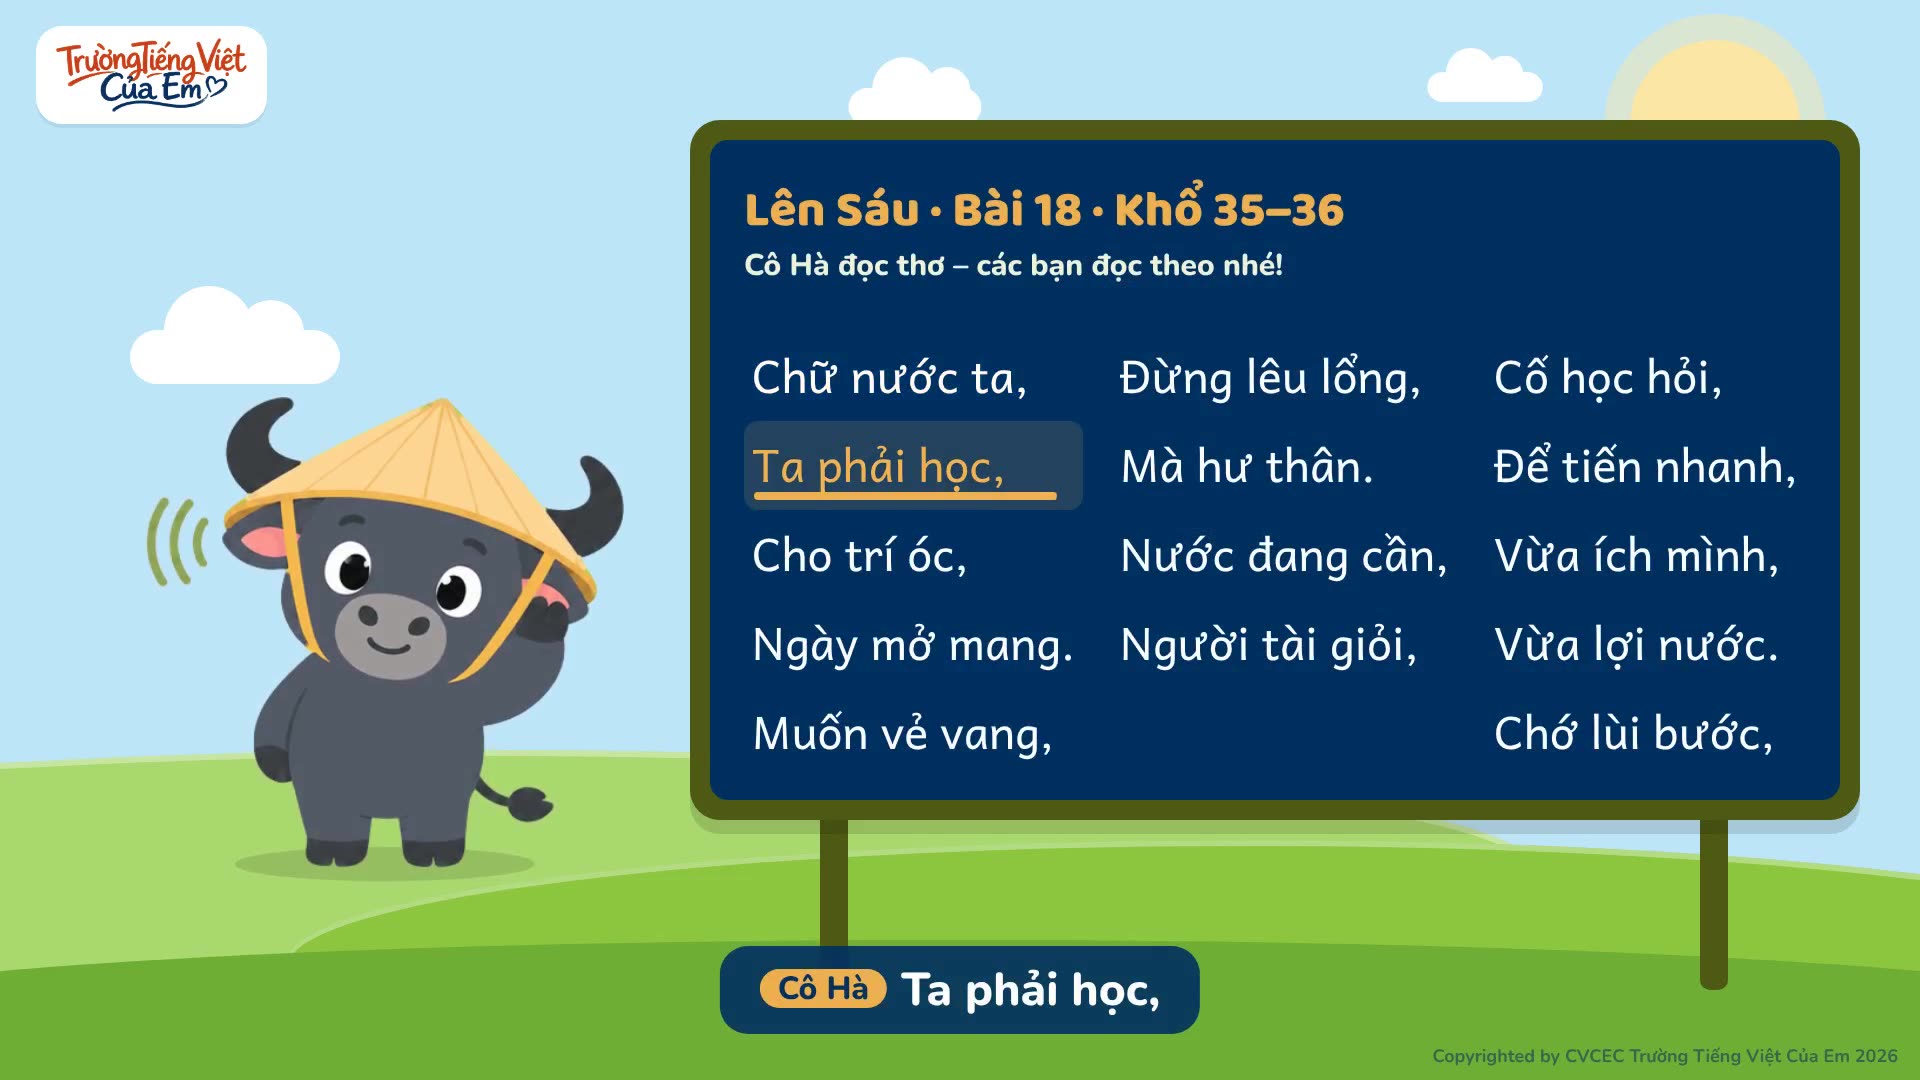 Trường Tiếng Việt
Của Em
Lên Sáu · Bài 18 · Khổ 35–36
Cô Hà đọc thơ – các bạn đọc theo nhé!
Chữ nước ta,
Ta phải học,
Cho trí óc,
Ngày mở mang.
Muốn vẻ vang,
Đừng lêu lổng,
Mà hư thân.
Nước đang cần,
Người tài giỏi,
Cố học hỏi,
Để tiến nhanh,
Vừa ích mình,
Vừa lợi nước.
Chớ lùi bước,
Cô Hà Ta phải học,
Copyrighted by CVCEC Trường Tiếng Việt Của Em 2026